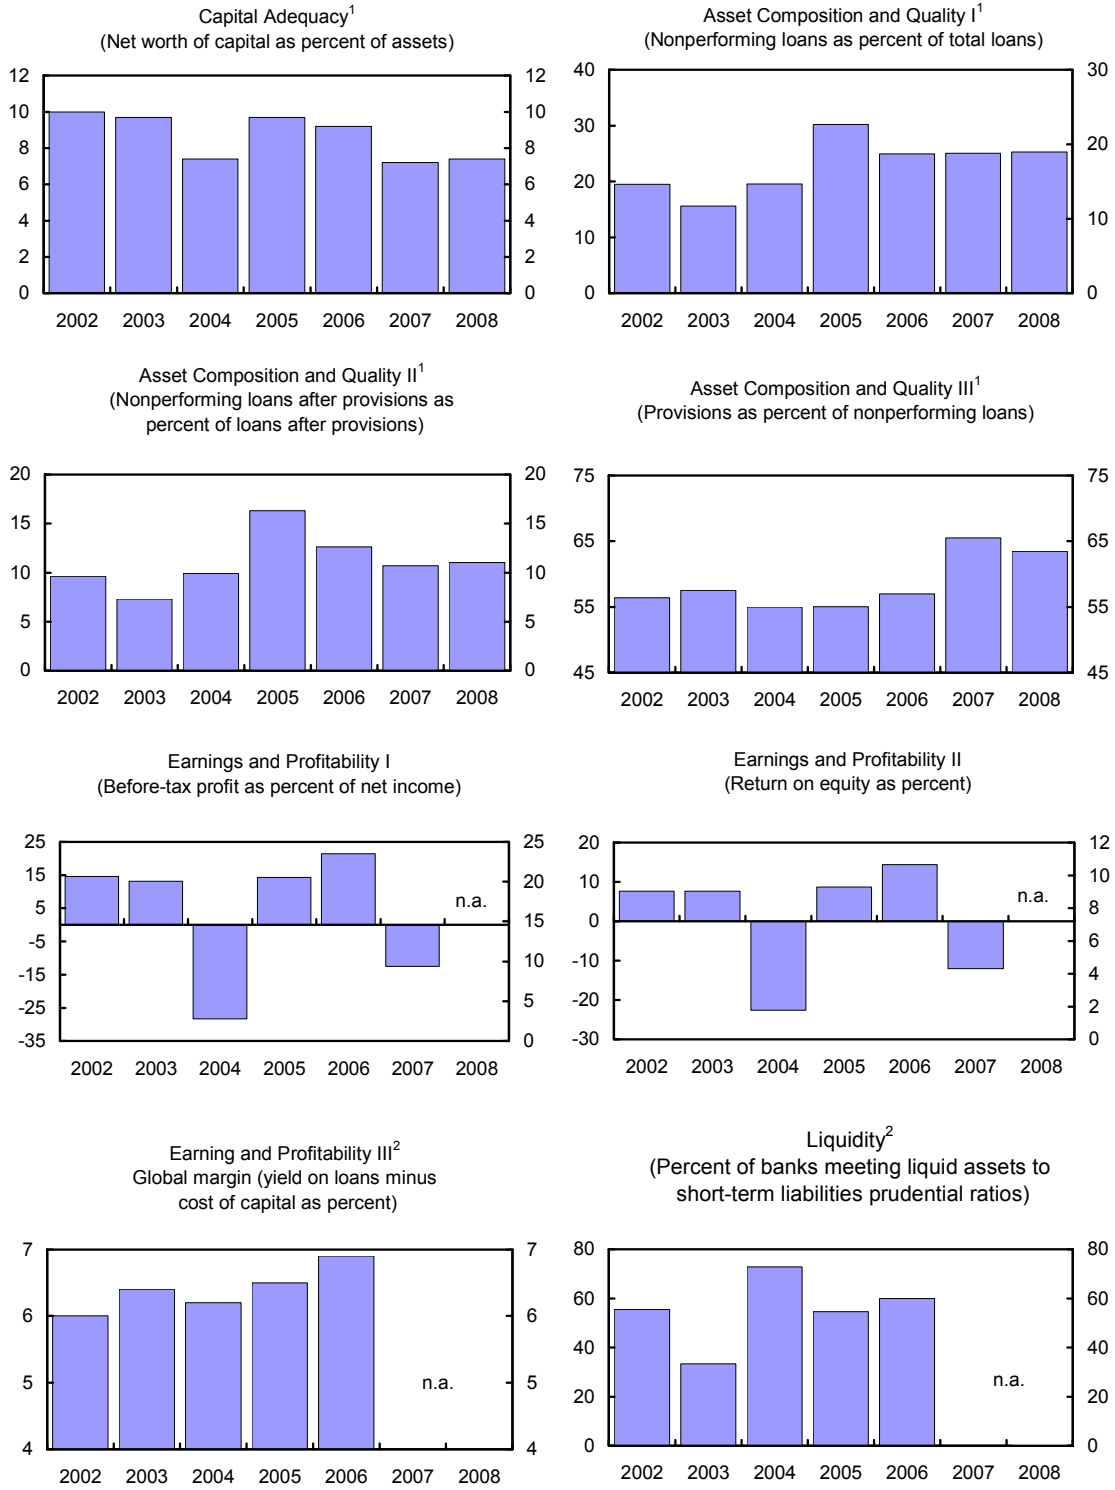 Capital Adequacy¹
(Net worth of capital as percent of assets)
12
10
8
6
4
2
0
12
10
8
6
4
2
0
2002 2003 2004 2005 2006 2007 2008
Asset Composition and Quality I¹
(Nonperforming loans as percent of total loans)
40
30
20
10
0
30
20
10
0
2002 2003 2004 2005 2006 2007 2008
Asset Composition and Quality II¹
(Nonperforming loans after provisions as
percent of loans after provisions)
20
15
10
5
0
20
15
10
5
0
2002 2003 2004 2005 2006 2007 2008
Asset Composition and Quality III¹
(Provisions as percent of nonperforming loans)
75
65
55
45
75
65
55
45
2002 2003 2004 2005 2006 2007 2008
Earnings and Profitability I
(Before-tax profit as percent of net income)
25
15
5
-5
-15
-25
-35
n.a.
25
20
15
10
5
0
2002 2003 2004 2005 2006 2007 2008
Earnings and Profitability II
(Return on equity as percent)
20
10
0
-10
-20
-30
n.a.
12
10
8
6
4
2
0
2002 2003 2004 2005 2006 2007 2008
Earning and Profitability III²
Global margin (yield on loans minus
cost of capital as percent)
7
6
5
4
n.a.
7
6
5
4
2002 2003 2004 2005 2006 2007 2008
Liquidity²
(Percent of banks meeting liquid assets to
short-term liabilities prudential ratios)
80
60
40
20
0
n.a.
80
60
40
20
0
2002 2003 2004 2005 2006 2007 2008